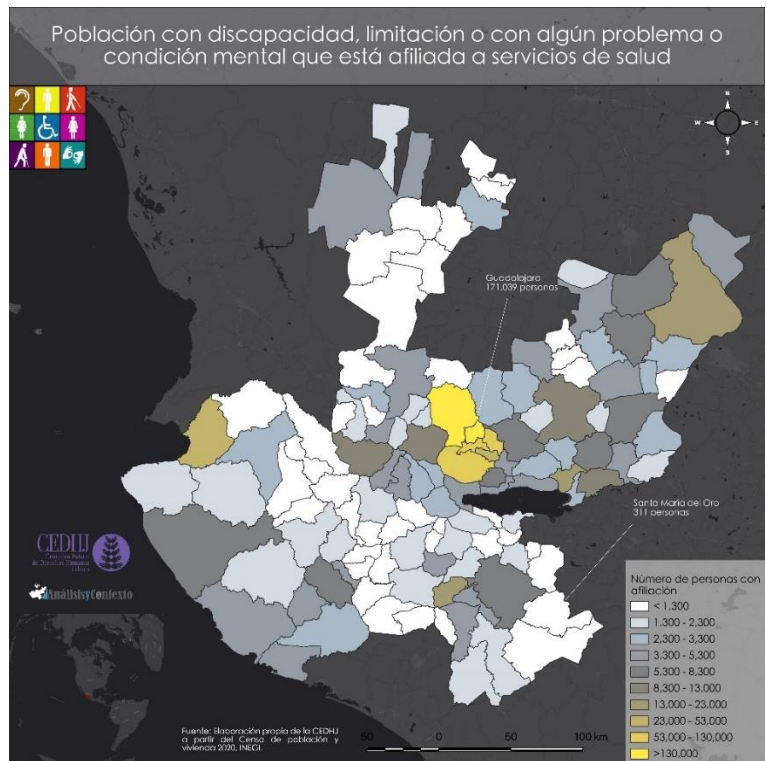 Población con discapacidad, limitación o con algún problema o
condición mental que está afiliada a servicios de salud
N
W
E
S
Guadalajara
171,039 personas
Santa María del Oro
311 personas
CEDHJ
AnálisisyContexto
Número de personas con
afiliación
< 1,300
1,300 - 2,300
2,300 - 3,300
3,300 - 5,300
5,300 - 8,300
8,300 - 13,000
13,000 - 23,000
23,000 - 53,000
53,000 - 130,000
>130,000
Fuente: Elaboración propia de la CEDHJ
a partir del Censo de población y
vivienda 2020, INEGI.
50 0 50 100 km